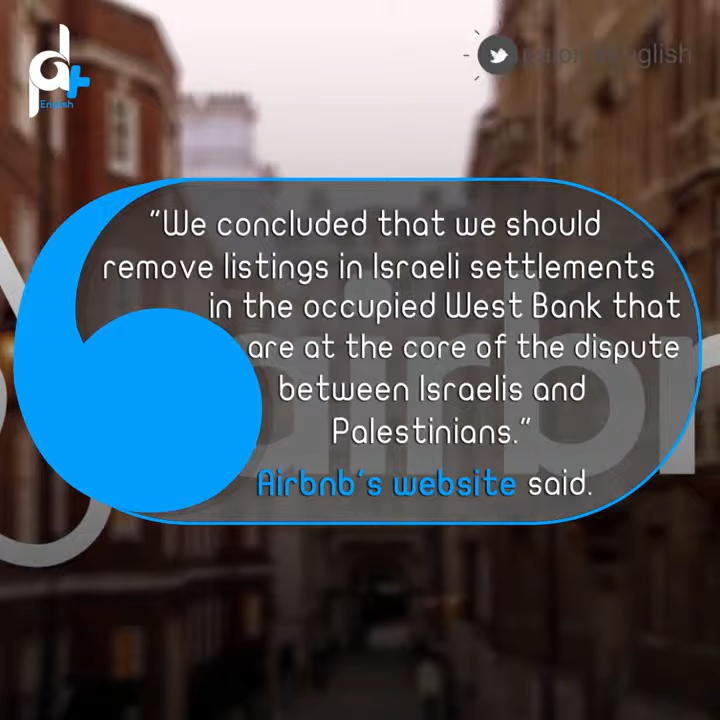 English
"We concluded that we should
remove listings in Israeli settlements
in the occupied West Bank that
are at the core of the dispute
between Israelis and
Palestinians."
Airbnb's website said.
airbn